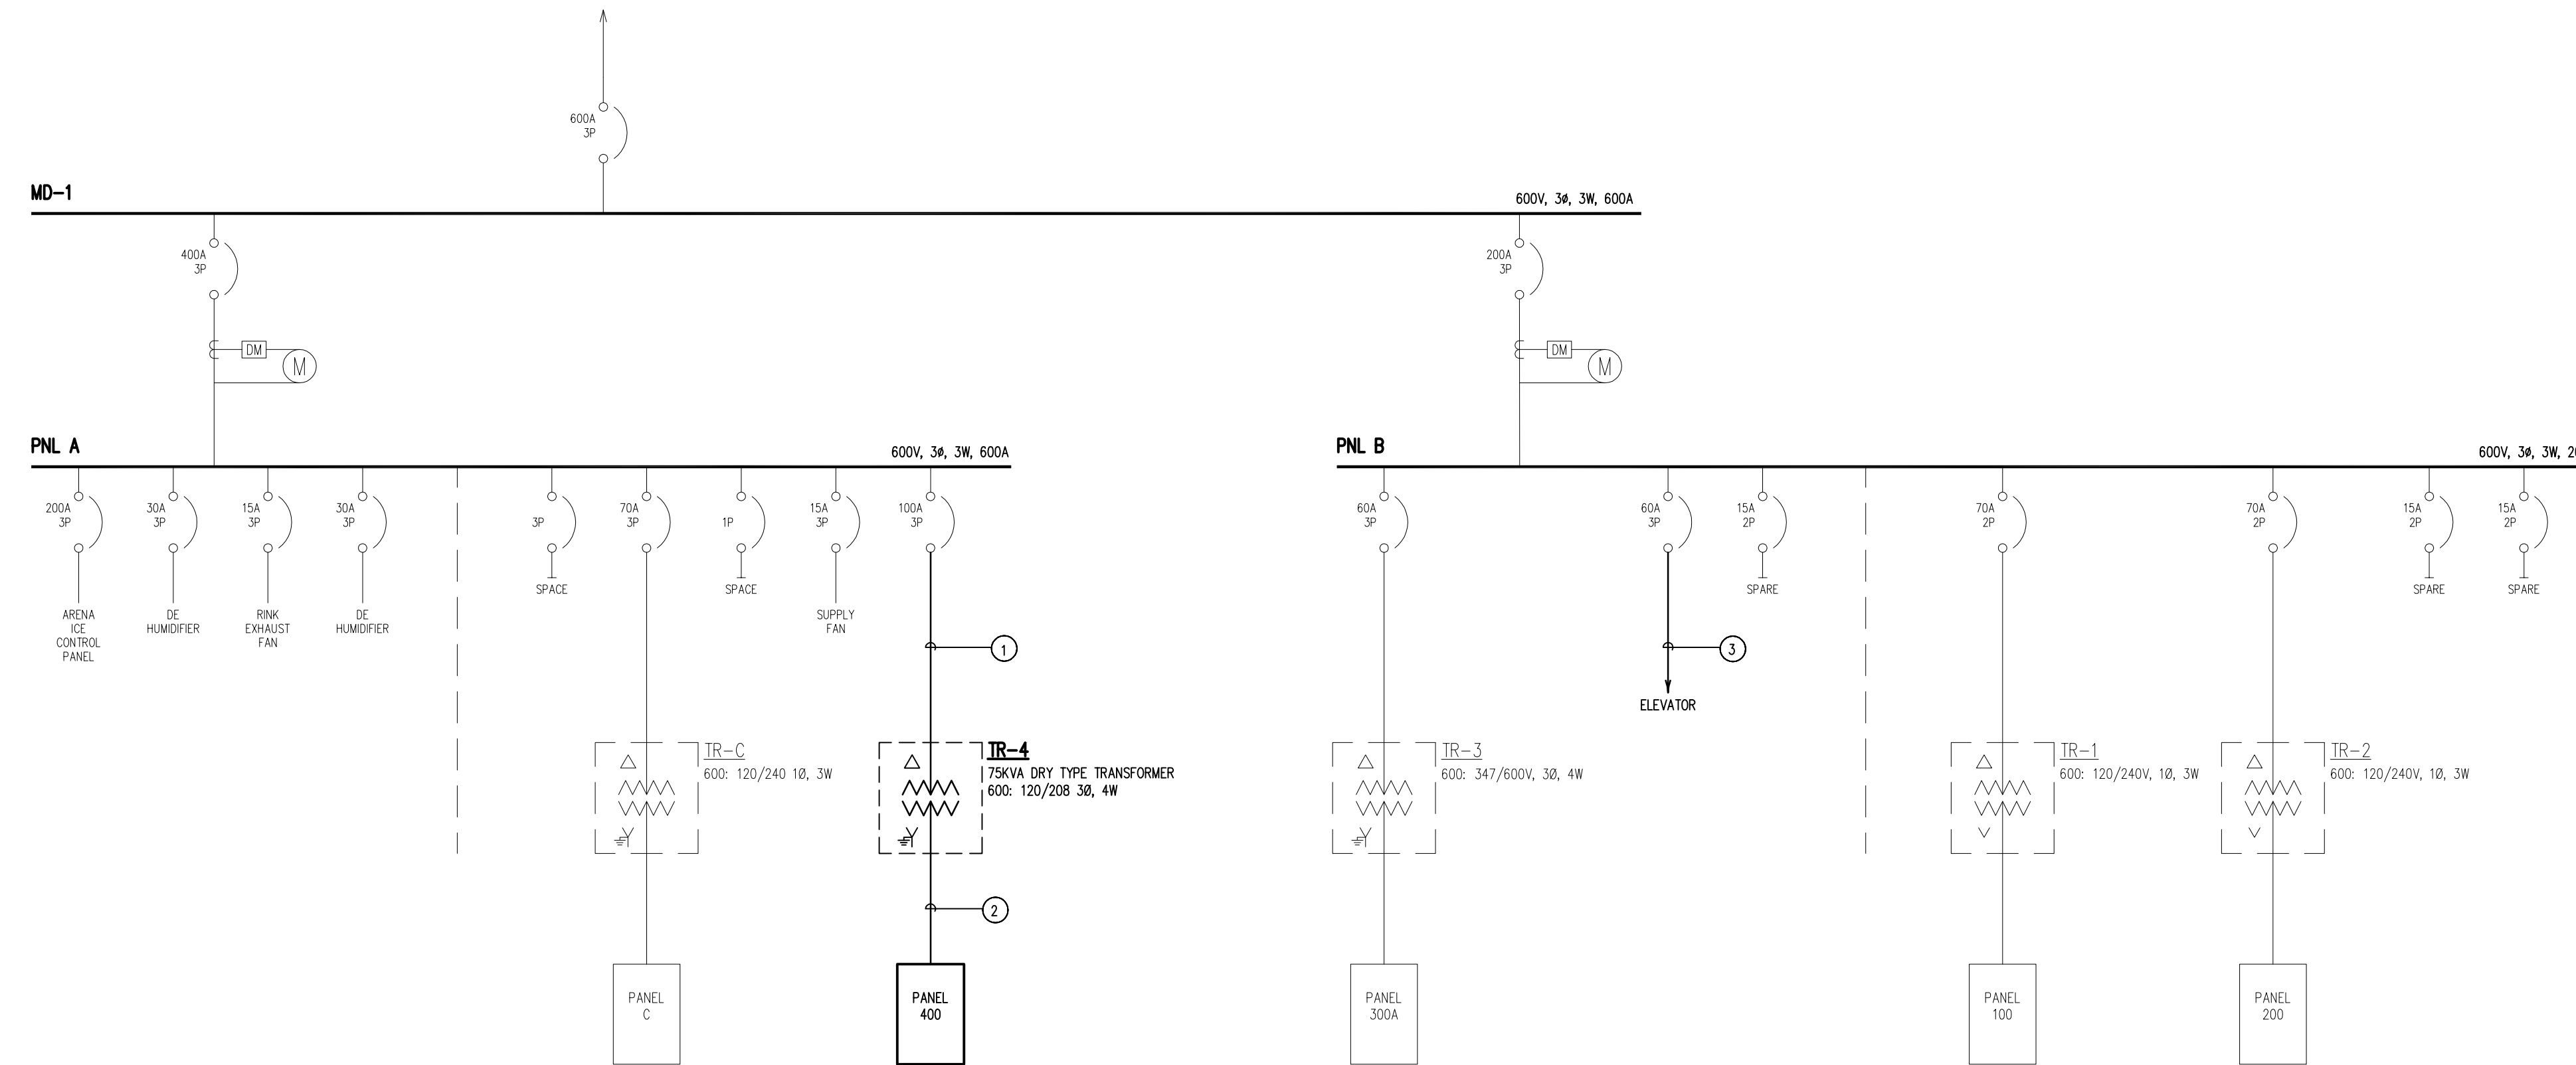 600A
3P
MD-1
600V, 3ø, 3W, 600A
400A
3P
200A
3P
DM
M
DM
M
PNL A
600V, 3ø, 3W, 600A
PNL B
600V, 3ø, 3W, 20
200A
3P
30A
3P
15A
3P
30A
3P
3P
70A
3P
1P
15A
3P
100A
3P
60A
3P
60A
3P
15A
2P
70A
2P
70A
2P
15A
2P
15A
2P
SPACE
SPACE
SPARE
SPARE
SPARE
ARENA
ICE
CONTROL
PANEL
DE
HUMIDIFIER
RINK
EXHAUST
FAN
DE
HUMIDIFIER
SUPPLY
FAN
1
3
ELEVATOR
TR-C
600: 120/240 1Ø, 3W
TR-4
75KVA DRY TYPE TRANSFORMER
600: 120/208 3Ø, 4W
TR-3
600: 347/600V, 3Ø, 4W
TR-1
600: 120/240V, 1Ø, 3W
TR-2
600: 120/240V, 1Ø, 3W
2
PANEL
C
PANEL
400
PANEL
300A
PANEL
100
PANEL
200